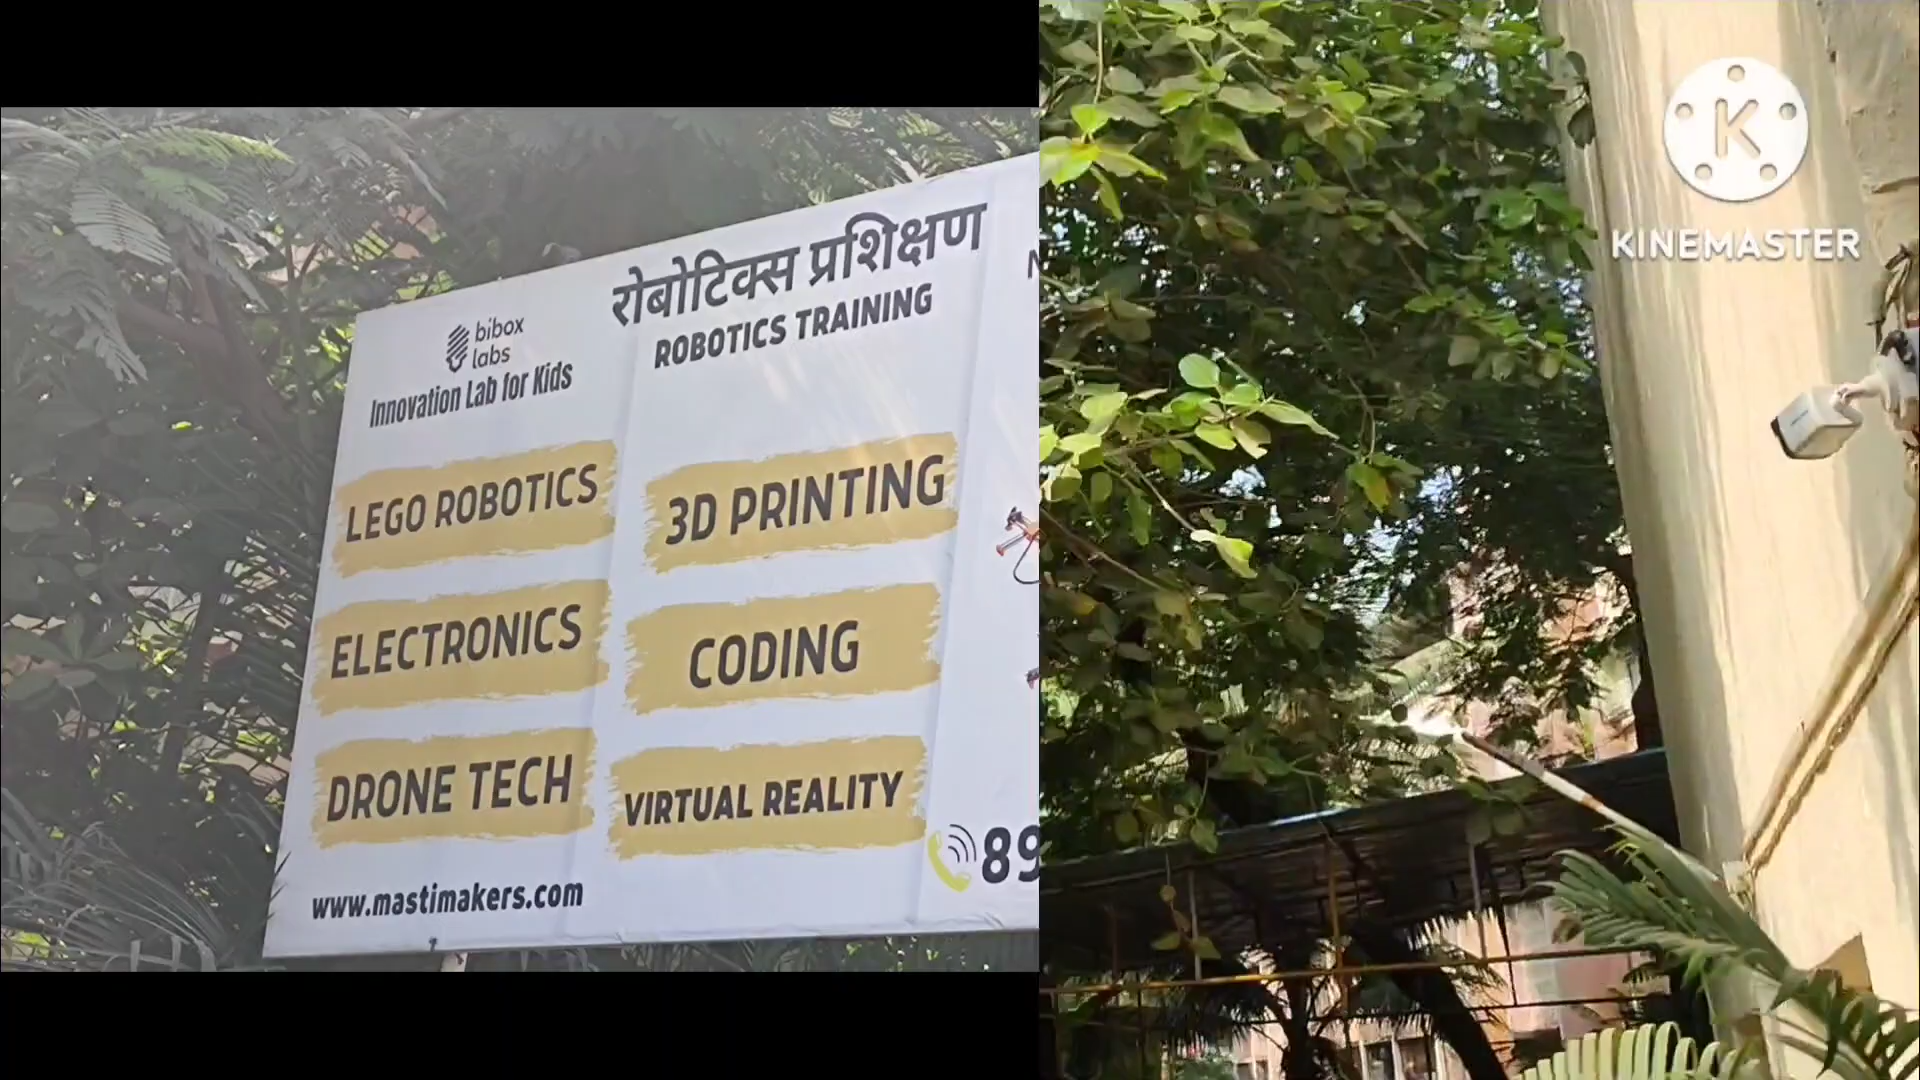 bibox
labs
Innovation Lab for Kids
रोबोटिक्स प्रशिक्षण
ROBOTICS TRAINING
LEGO ROBOTICS
3D PRINTING
ELECTRONICS
CODING
DRONE TECH
VIRTUAL REALITY
www.mastimakers.com
89
K
KINEMASTER